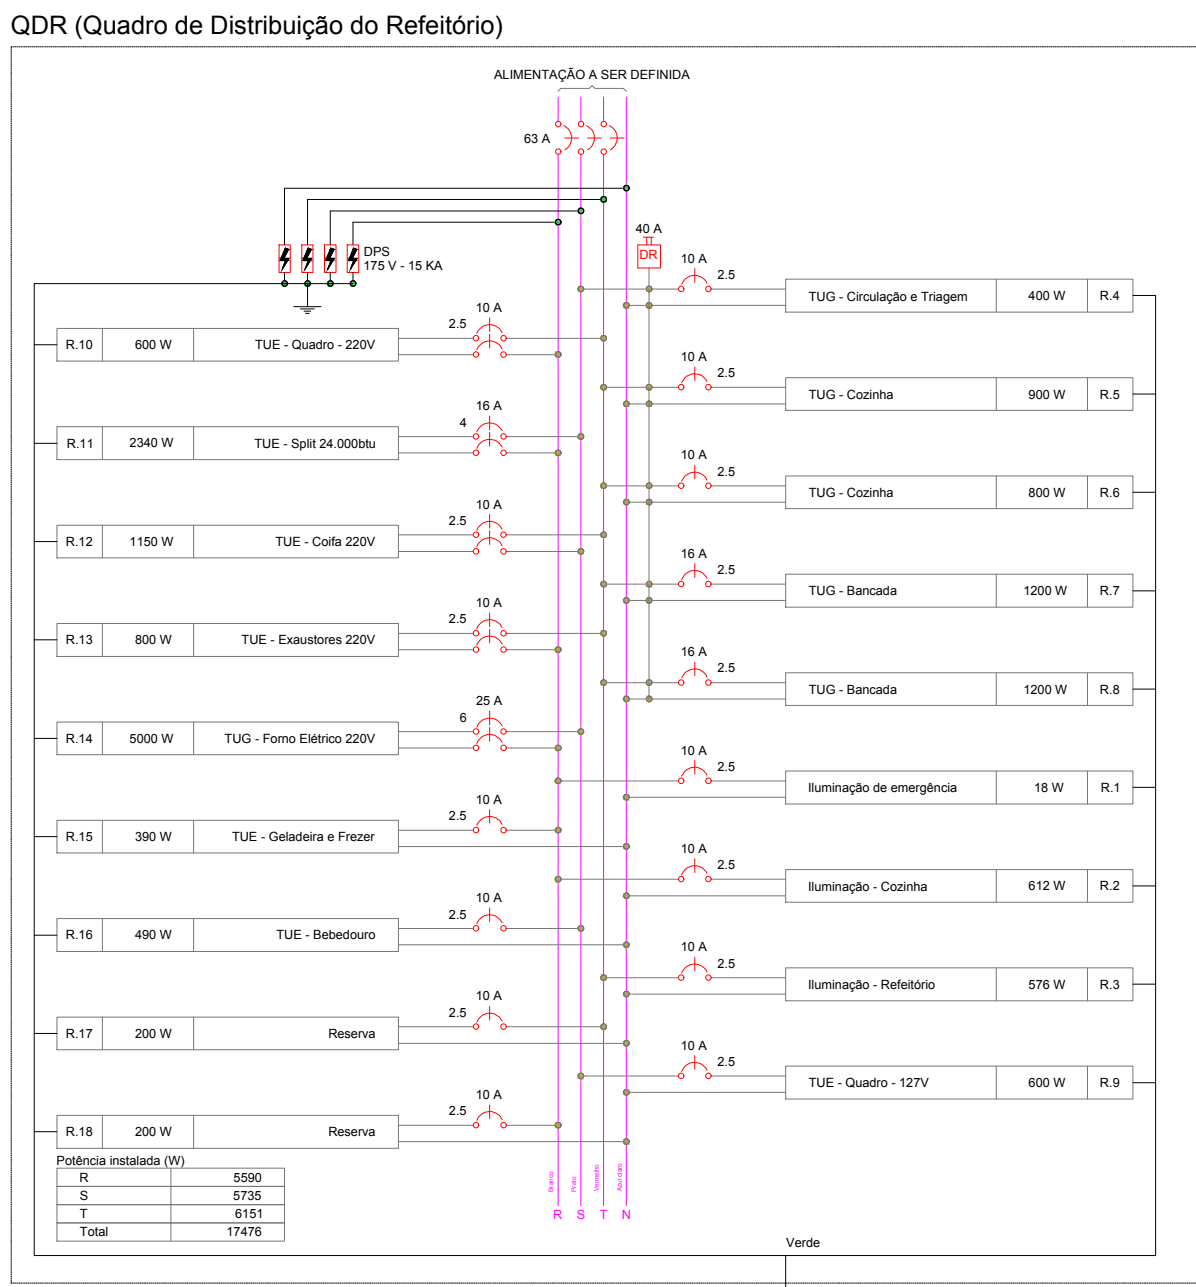 QDR (Quadro de Distribuição do Refeitório)
ALIMENTAÇÃO A SER DEFINIDA
63 A
DPS
175 V - 15 KA
40 A
DR
10 A
2.5
TUG - Circulação e Triagem 400 W R.4
10 A
2.5
R.10 600 W TUE - Quadro - 220V
10 A
2.5
TUG - Cozinha 900 W R.5
16 A
4
R.11 2340 W TUE - Split 24.000btu
10 A
2.5
TUG - Cozinha 800 W R.6
10 A
2.5
R.12 1150 W TUE - Coifa 220V
16 A
2.5
TUG - Bancada 1200 W R.7
10 A
2.5
R.13 800 W TUE - Exaustores 220V
16 A
2.5
TUG - Bancada 1200 W R.8
25 A
6
R.14 5000 W TUG - Forno Elétrico 220V
10 A
2.5
Iluminação de emergência 18 W R.1
10 A
2.5
R.15 390 W TUE - Geladeira e Frezer
10 A
2.5
Iluminação - Cozinha 612 W R.2
10 A
2.5
R.16 490 W TUE - Bebedouro
10 A
2.5
Iluminação - Refeitório 576 W R.3
10 A
2.5
R.17 200 W Reserva
10 A
2.5
TUE - Quadro - 127V 600 W R.9
10 A
2.5
R.18 200 W Reserva
Potência instalada (W)
R 5590
S 5735
T 6151
Total 17476
Branco
Preto
Vermelho
Azul claro
R S T N
Verde